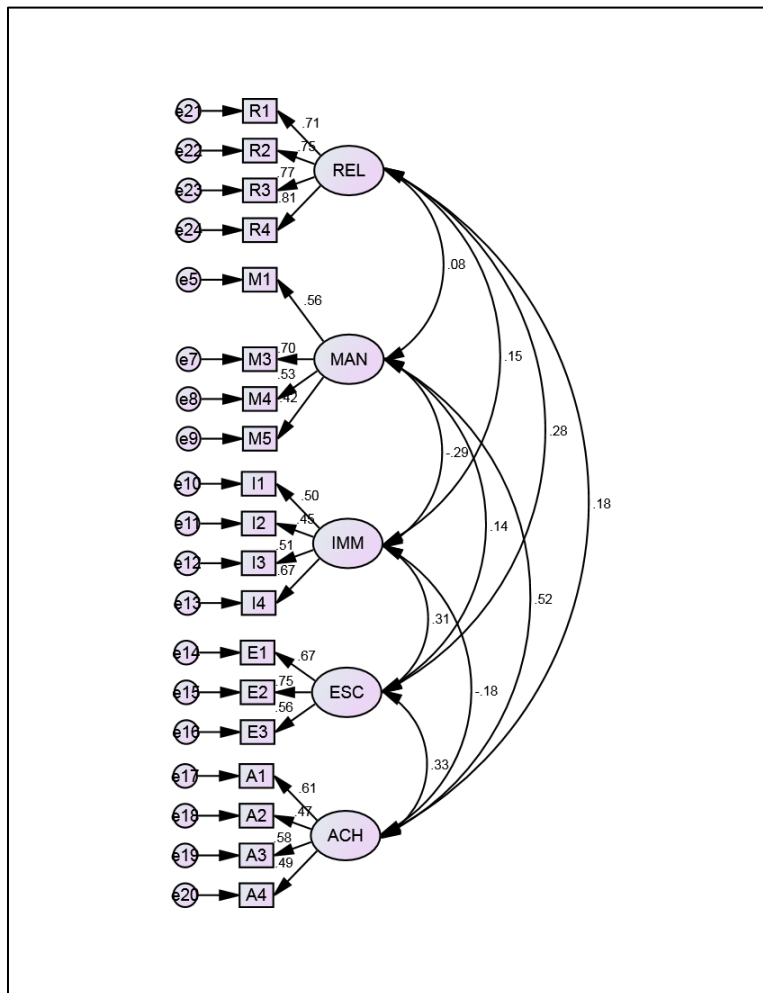 e21 R1 .71
e22 R2 .75
REL
e23 R3 .77
e24 R4 .81
e5 M1 .56
.08
MAN
e7 M3 .70
e8 M4 .53
e9 M5 .42
.15
.28
-.29
.18
e10 I1 .50
e11 I2 .45
IMM
e12 I3 .51
e13 I4 .67
.14
.52
.31
e14 E1 .67
e15 E2 .75
ESC
e16 E3 .56
-.18
.33
e17 A1 .61
e18 A2 .47
ACH
e19 A3 .58
e20 A4 .49